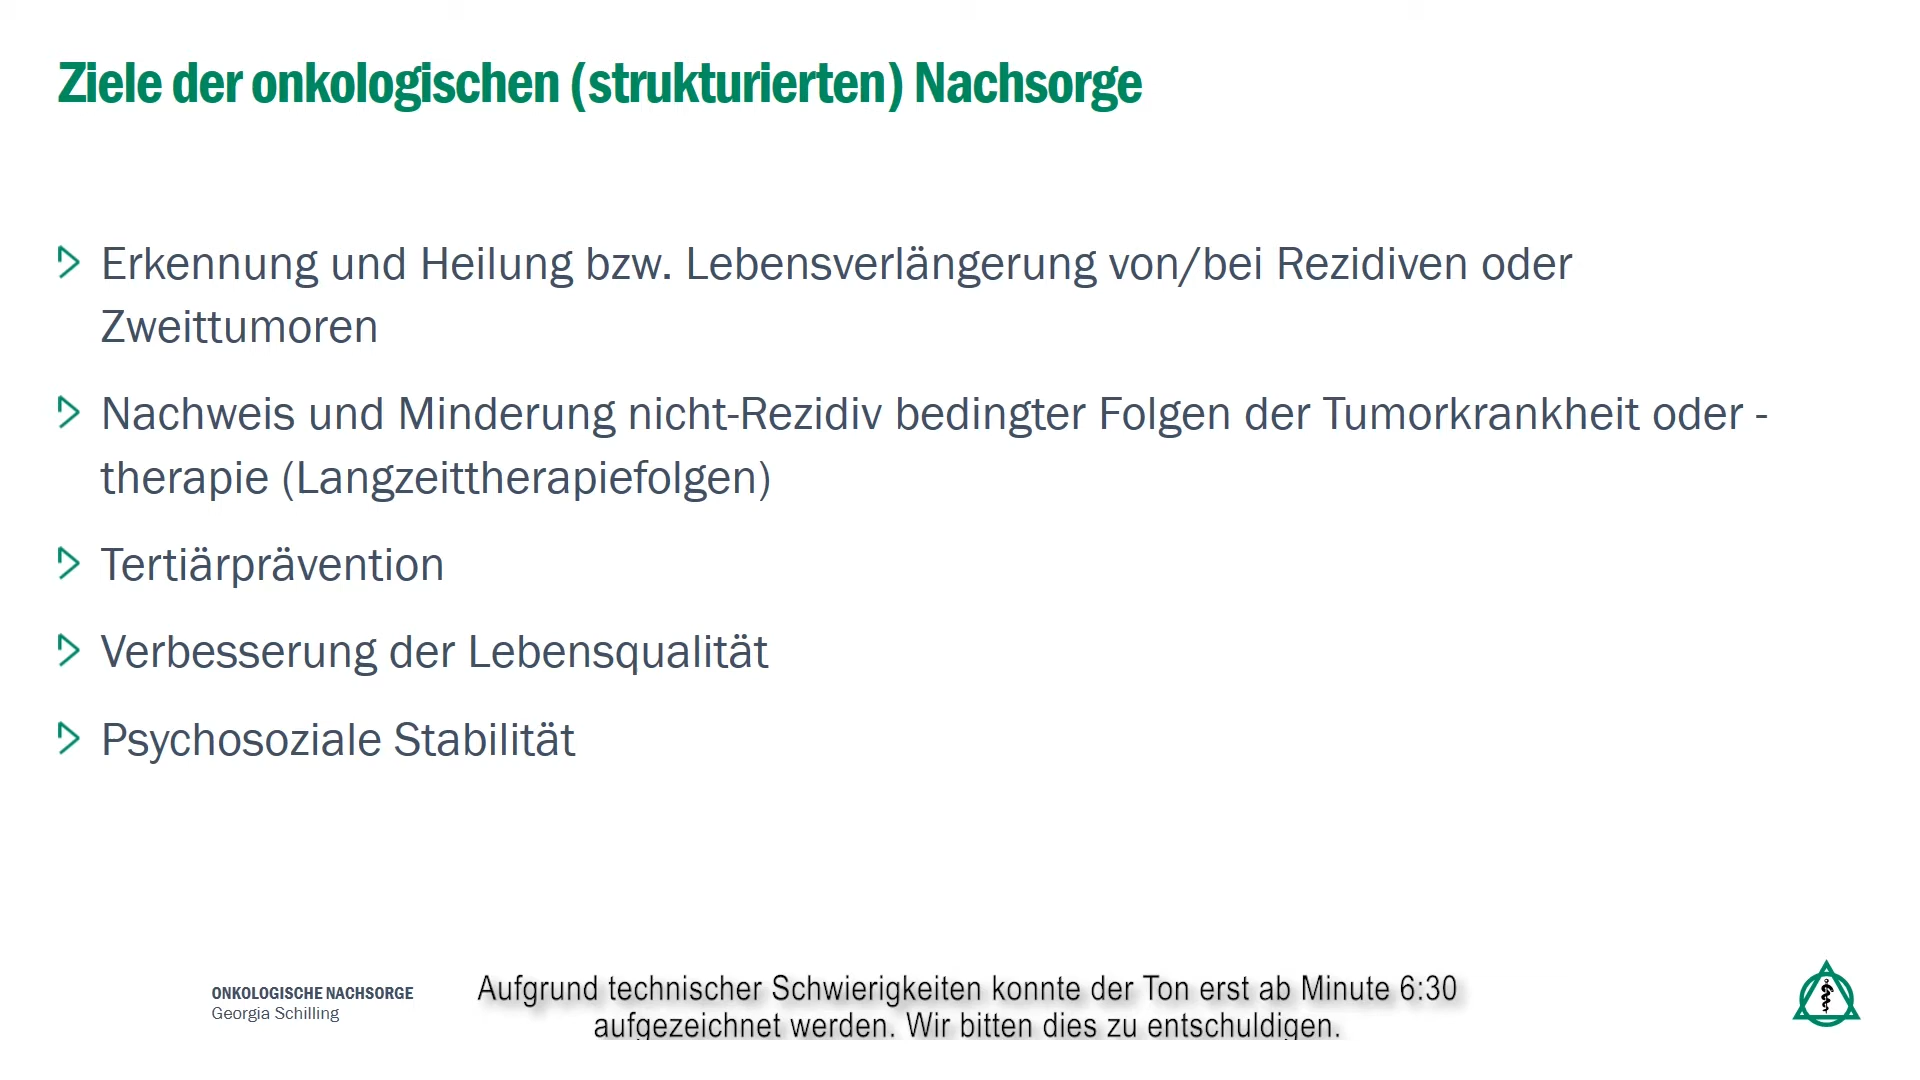 Ziele der onkologischen (strukturierten) Nachsorge
Erkennung und Heilung bzw. Lebensverlängerung von/bei Rezidiven oder
Zweittumoren
Nachweis und Minderung nicht-Rezidiv bedingter Folgen der Tumorkrankheit oder -
therapie (Langzeittherapiefolgen)
Tertiärprävention
Verbesserung der Lebensqualität
Psychosoziale Stabilität
ONKOLOGISCHE NACHSORGE
Georgia Schilling
Aufgrund technischer Schwierigkeiten konnte der Ton erst ab Minute 6:30
aufgezeichnet werden. Wir bitten dies zu entschuldigen.